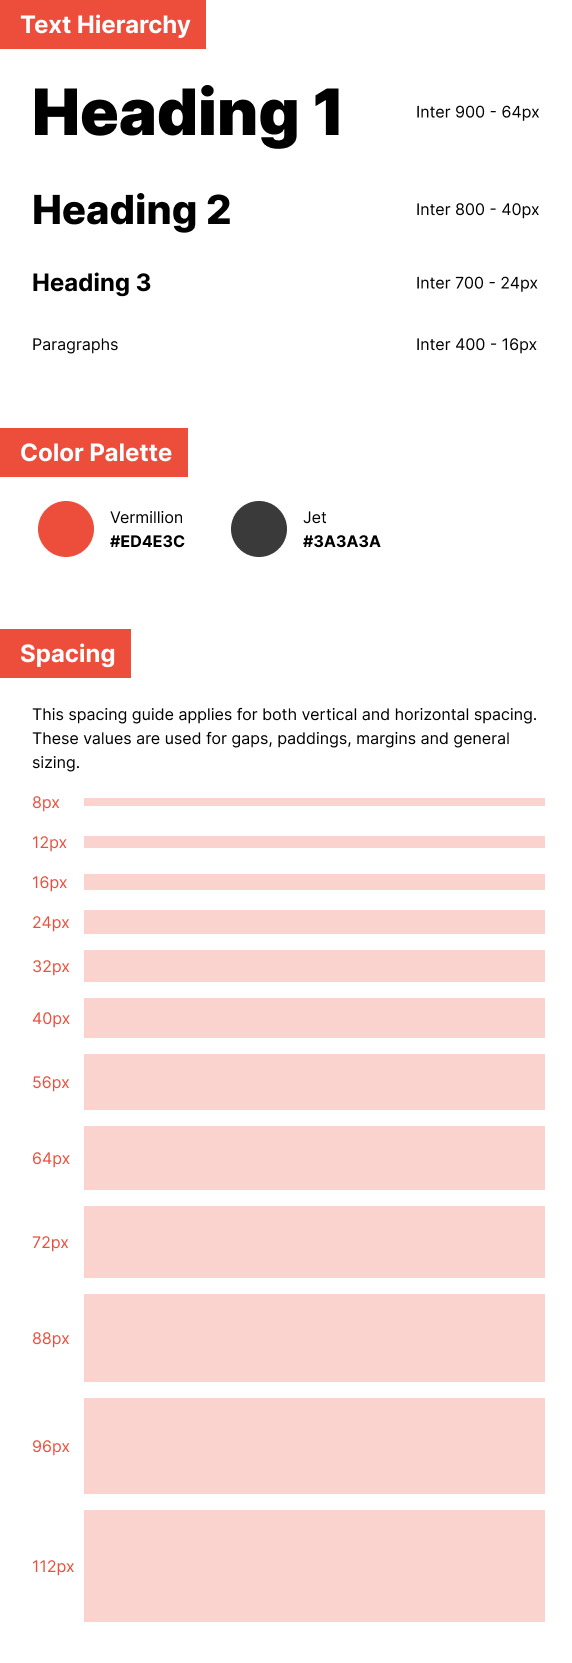 Text Hierarchy
Heading 1
Inter 900 - 64px
Heading 2
Inter 800 - 40px
Heading 3
Inter 700 - 24px
Paragraphs
Inter 400 - 16px
Color Palette
Vermillion
#ED4E3C
Jet
#3A3A3A
Spacing
This spacing guide applies for both vertical and horizontal spacing.
These values are used for gaps, paddings, margins and general
sizing.
8px
12px
16px
24px
32px
40px
56px
64px
72px
88px
96px
112px